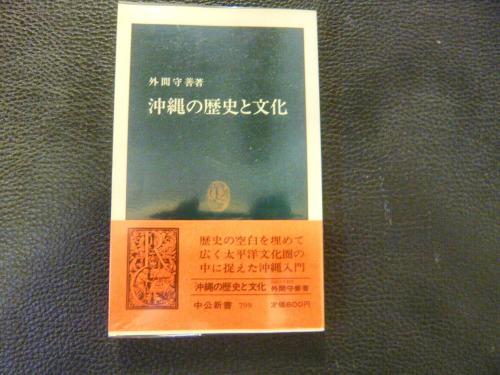 外間守善著
沖縄の歴史と文化
歴史の空白を埋めて
広く太平洋文化圏の
中に捉えた沖縄入門
沖縄の歴史と文化
外間守善著
中公新書 799
定価600円